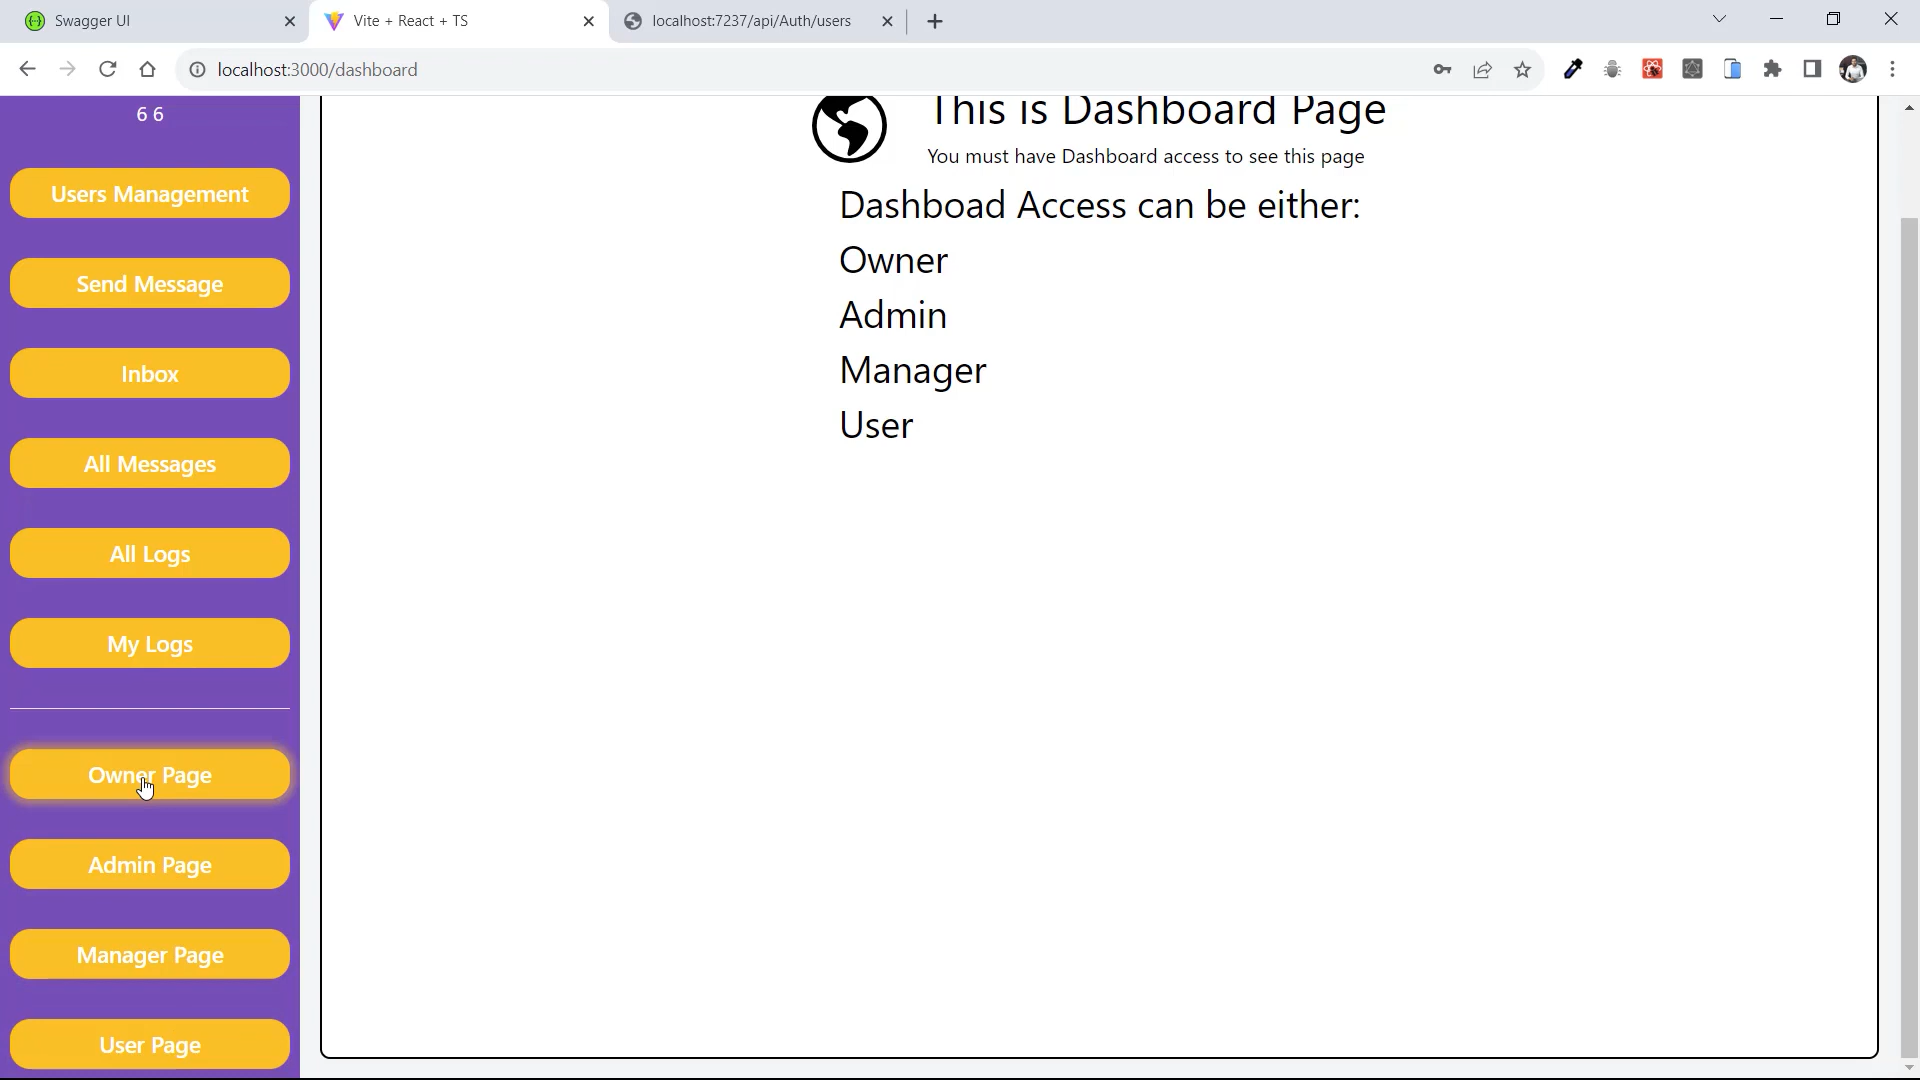 Swagger UI
Vite + React + TS
localhost:7237/api/Auth/users
localhost:3000/dashboard
6 6
Users Management
Send Message
Inbox
All Messages
All Logs
My Logs
Owner Page
Admin Page
Manager Page
User Page
This is Dashboard Page
You must have Dashboard access to see this page
Dashboad Access can be either:
Owner
Admin
Manager
User